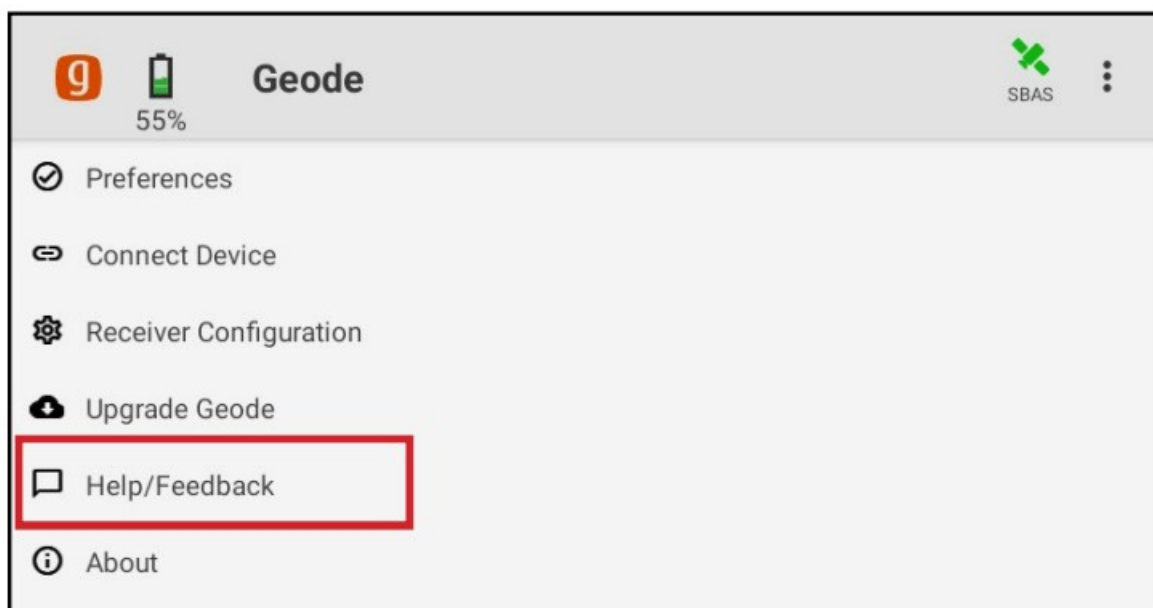 g
Geode
55%
SBAS
Preferences
Connect Device
Receiver Configuration
Upgrade Geode
Help/Feedback
About